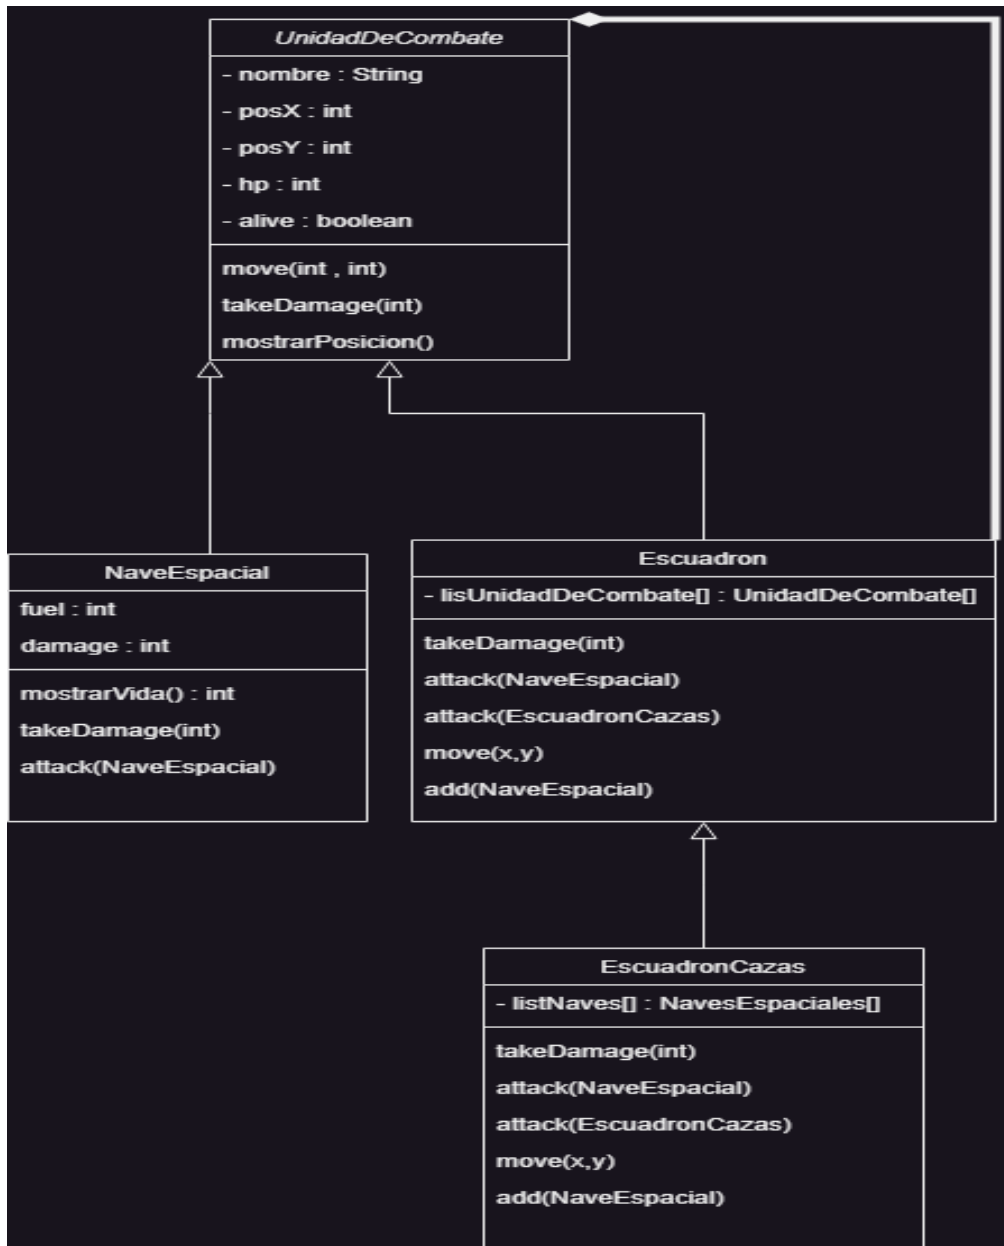 UnidadDeCombate
- nombre : String
- posX : int
- posY : int
- hp : int
- alive : boolean
move(int , int)
takeDamage(int)
mostrarPosicion()
NaveEspacial
fuel : int
damage : int
mostrarVida() : int
takeDamage(int)
attack(NaveEspacial)
Escuadron
- lisUnidadDeCombate[] : UnidadDeCombate[]
takeDamage(int)
attack(NaveEspacial)
attack(EscuadronCazas)
move(x,y)
add(NaveEspacial)
EscuadronCazas
- listNaves[] : NavesEspaciales[]
takeDamage(int)
attack(NaveEspacial)
attack(EscuadronCazas)
move(x,y)
add(NaveEspacial)